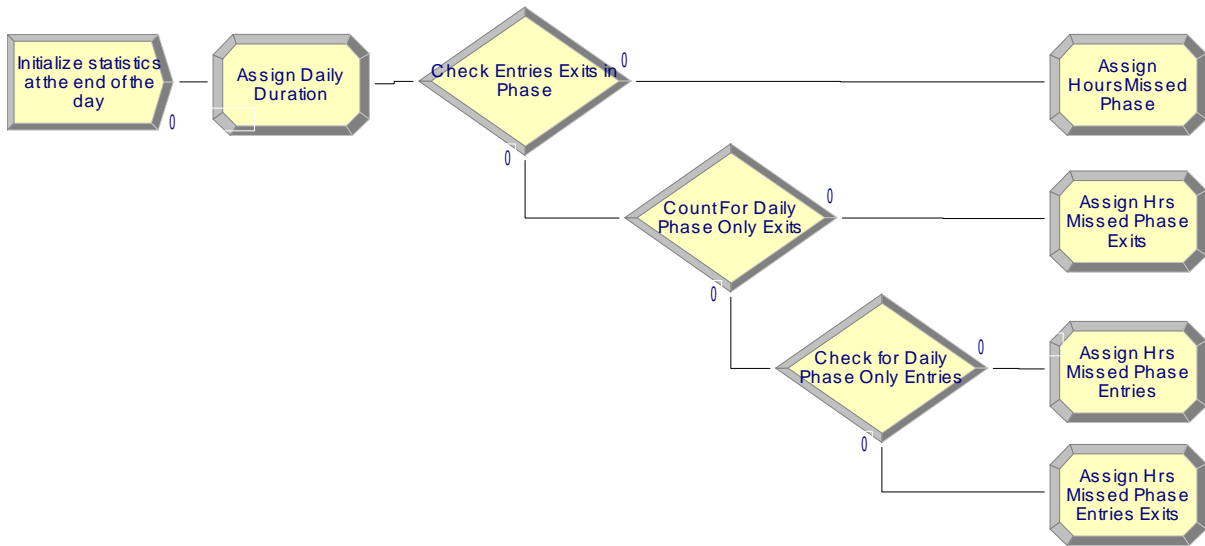 Initialize statistics
at the end of the
day
0
Assign Daily
Duration
Check Entries Exits in
Phase
0
0
Assign
Hours Missed
Phase
Count For Daily
Phase Only Exits
0
0
Assign Hrs
Missed Phase
Exits
Check for Daily
Phase Only Entries
0
0
Assign Hrs
Missed Phase
Entries
Assign Hrs
Missed Phase
Entries Exits